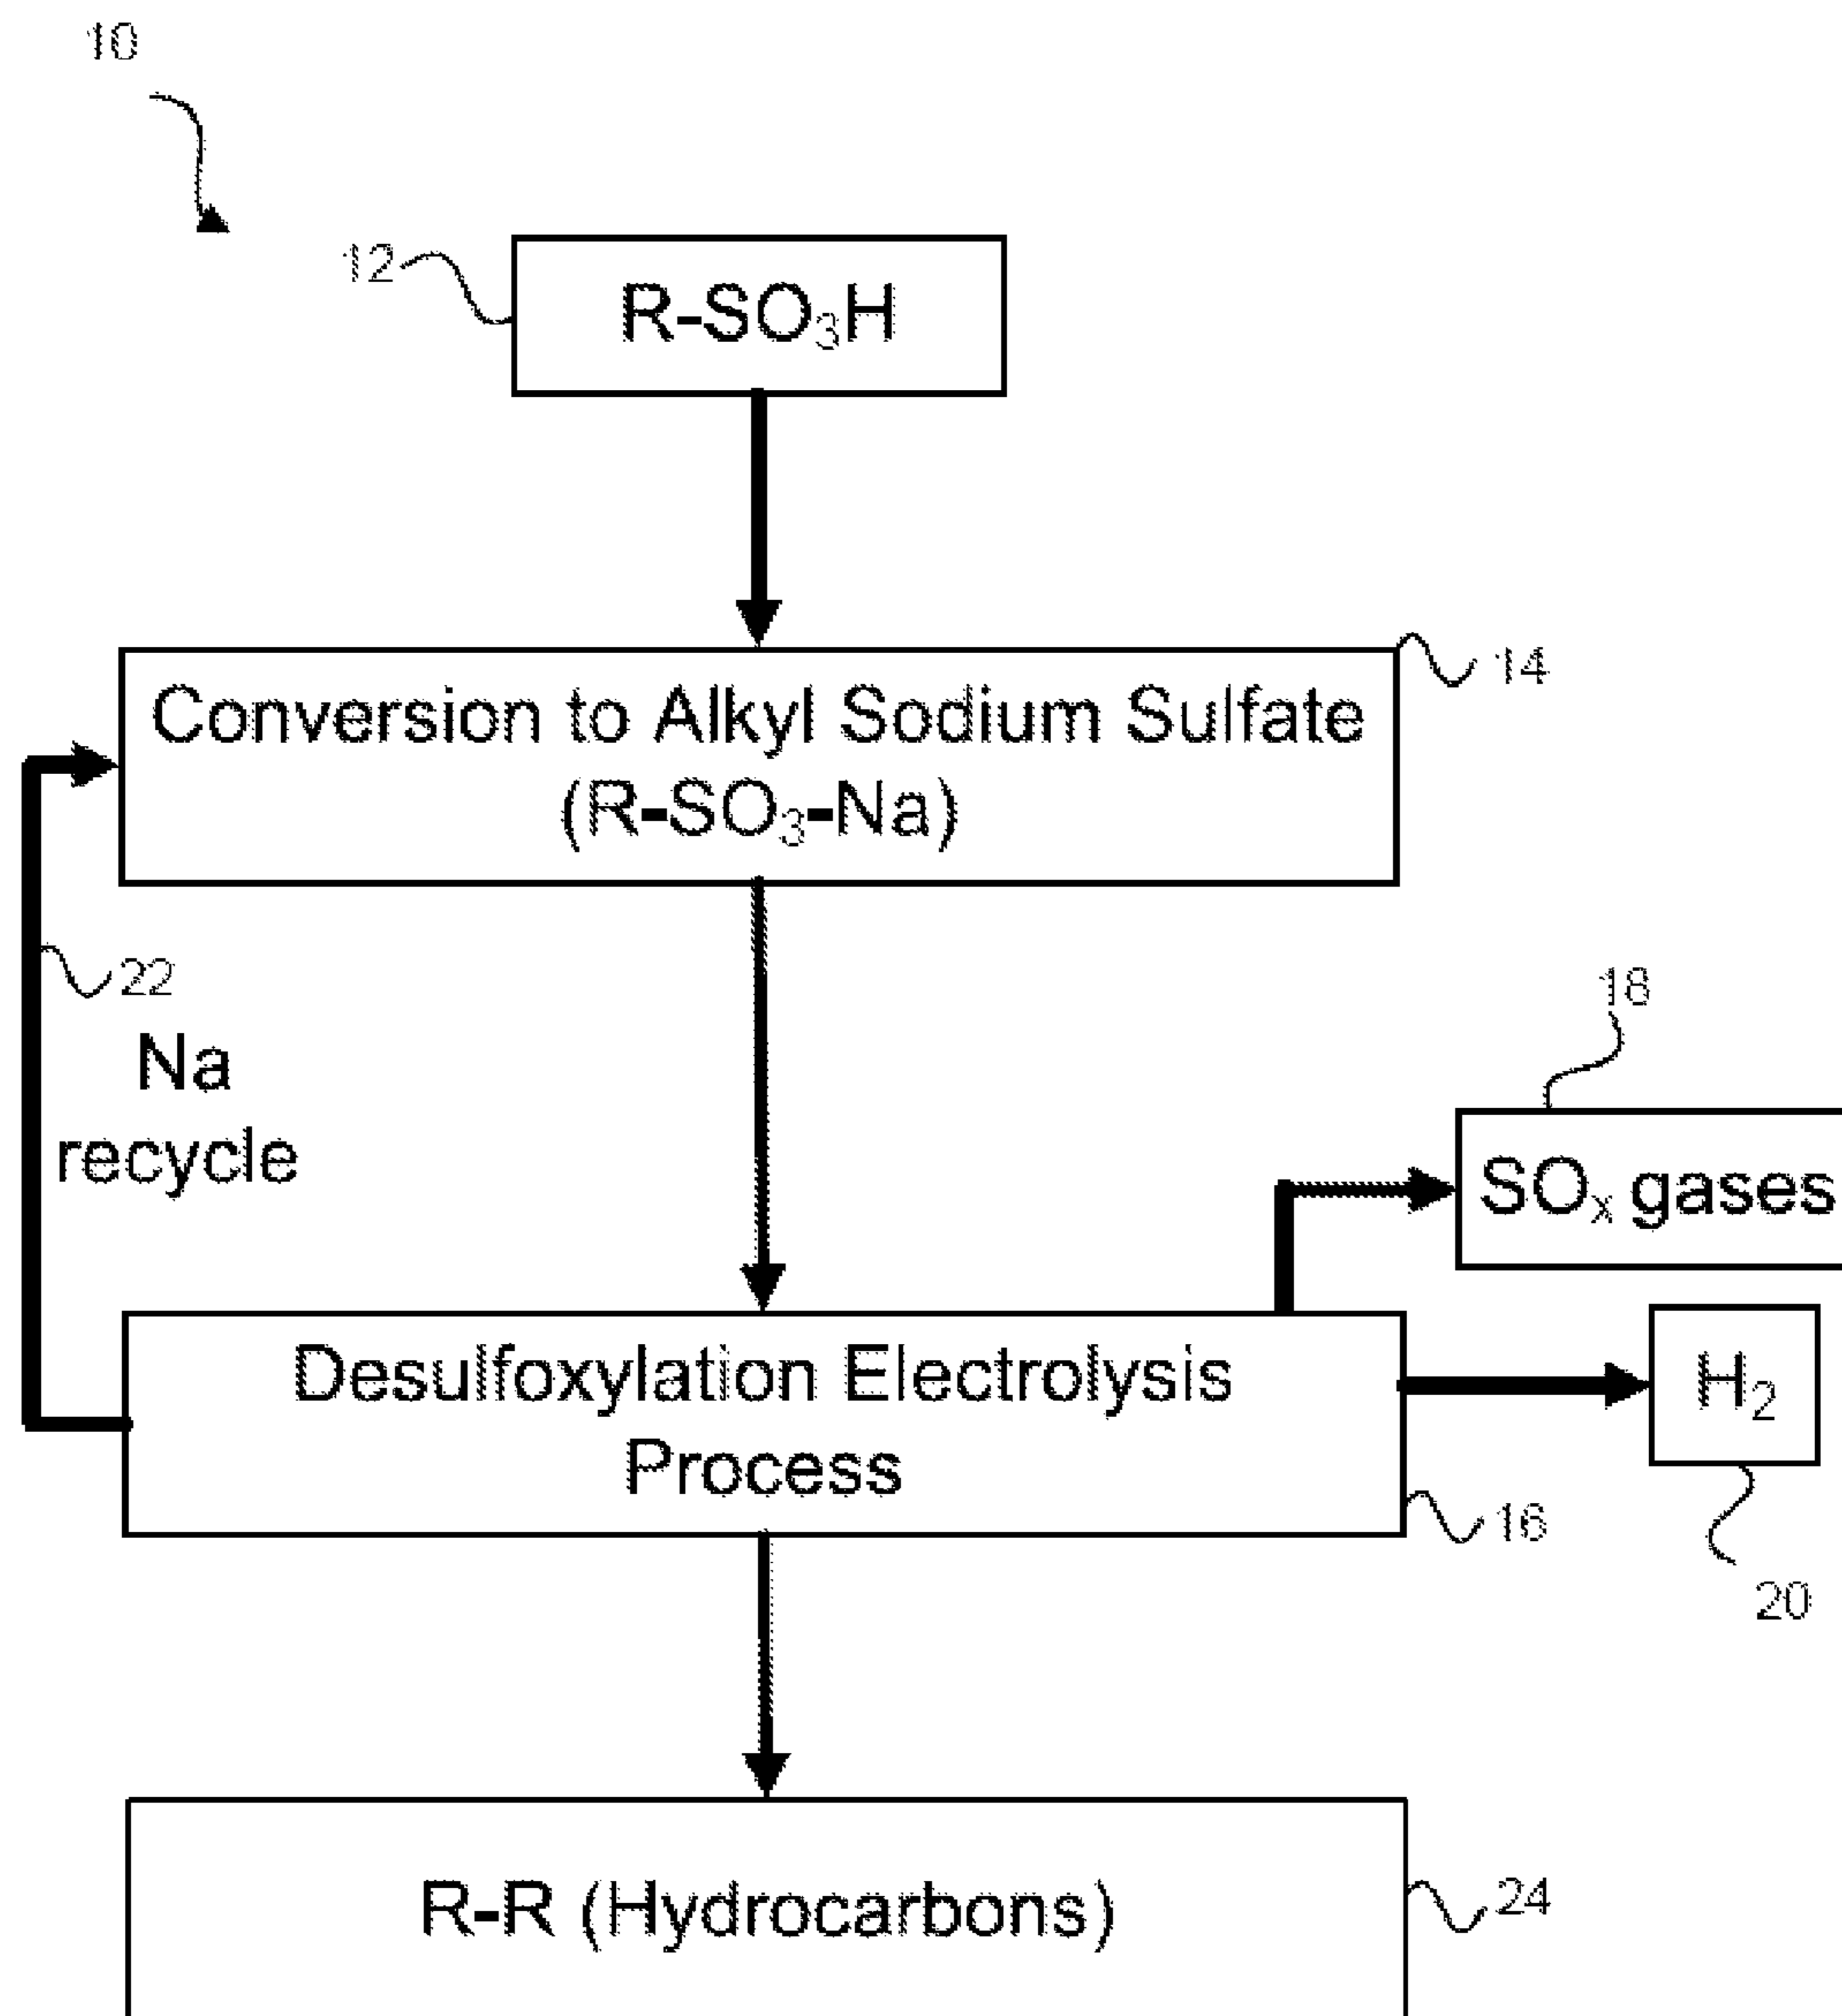 10
12
R-SO₃H
14
Conversion to Alkyl Sodium Sulfate
(R-SO₃-Na)
22
Na
recycle
18
SOₓ gases
Desulfoxylation Electrolysis
Process
H₂
16
20
R-R (Hydrocarbons)
24